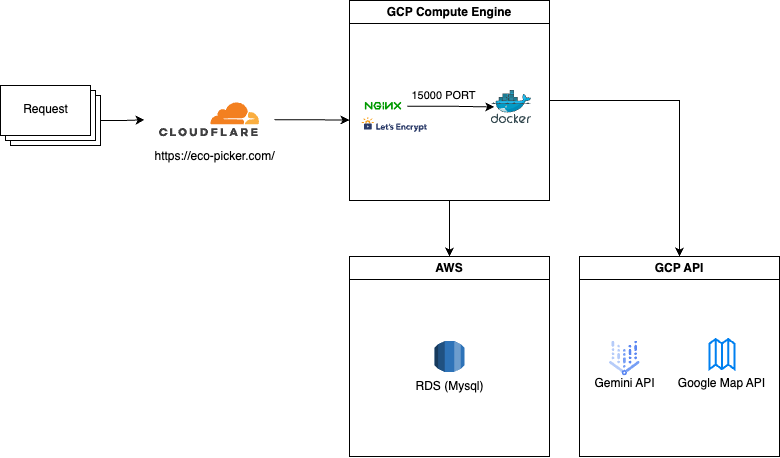 GCP Compute Engine
Request
CLOUDFLARE
https://eco-picker.com/
NGINX
15000 PORT
docker
Let's Encrypt
AWS
RDS (Mysql)
GCP API
Gemini API
Google Map API